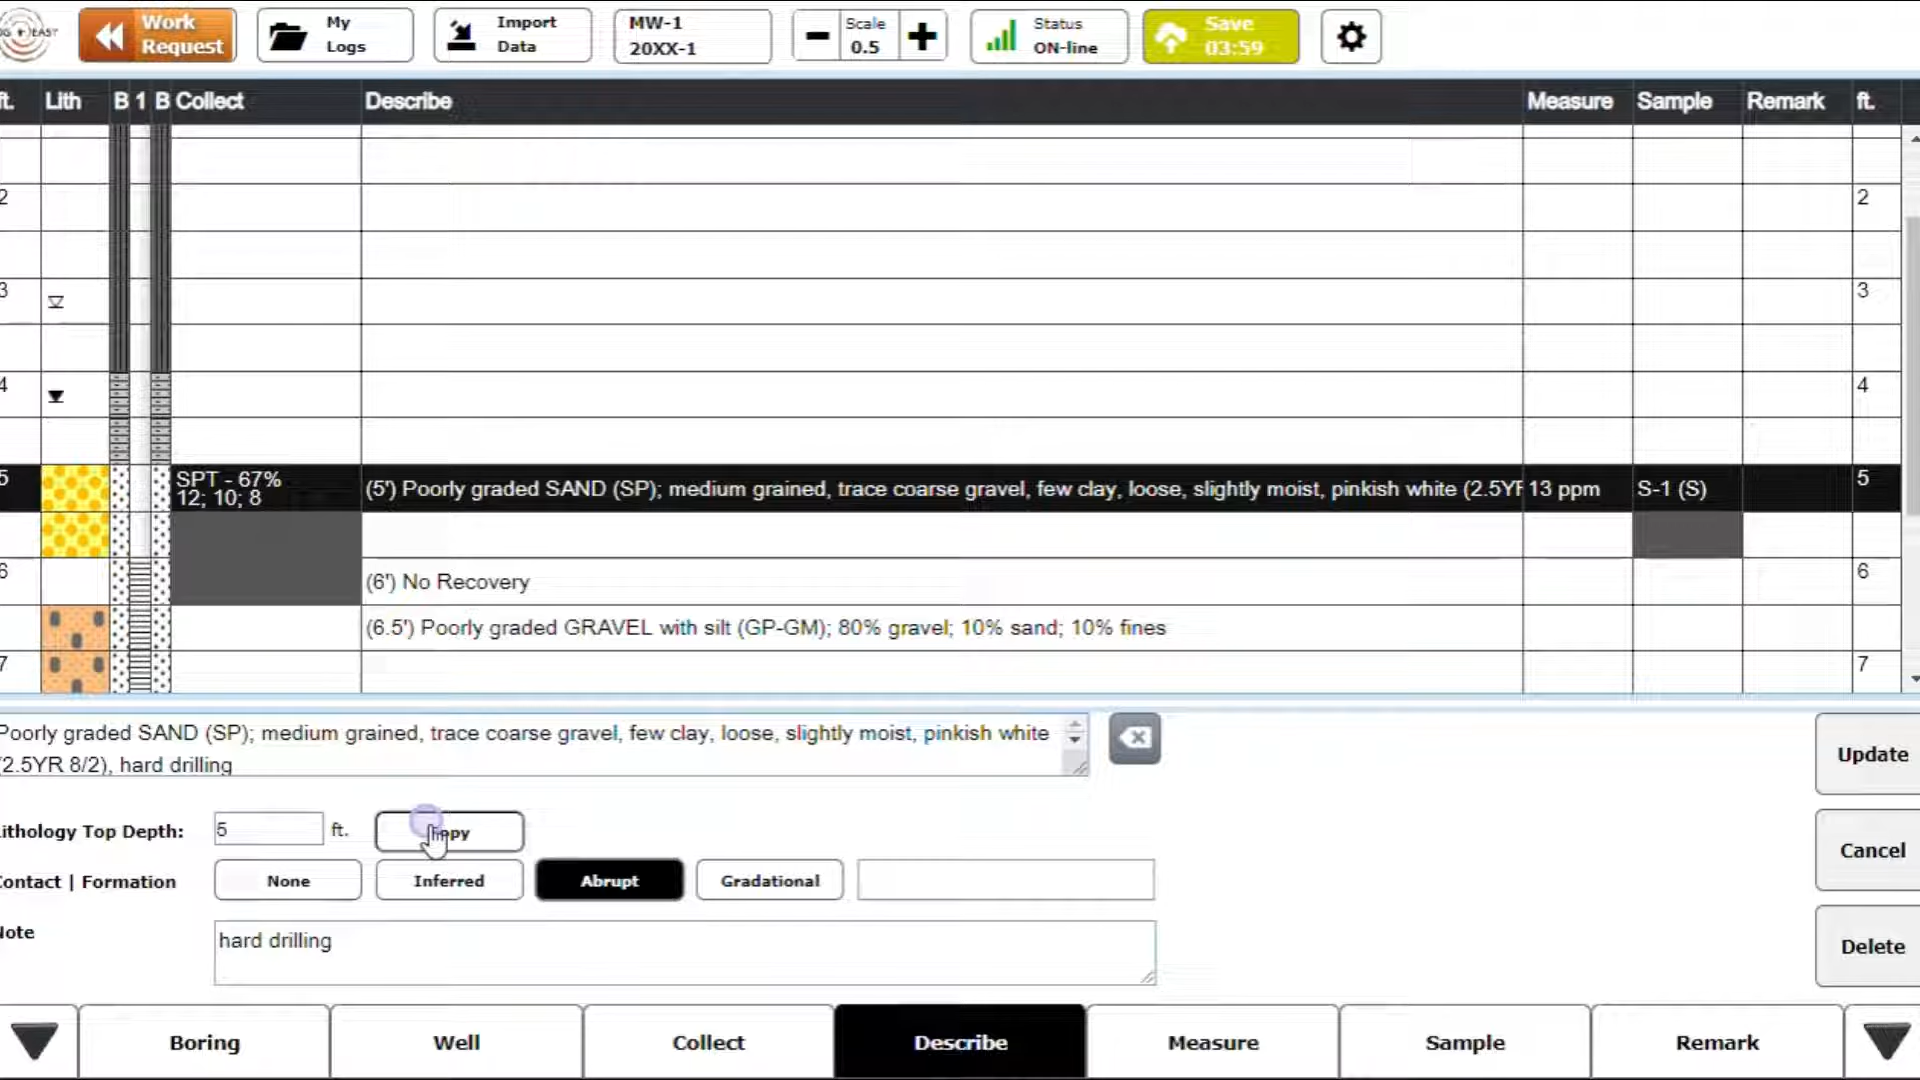 Work
Request
My
Logs
Import
Data
MW-1
20XX-1
Scale
0.5
Status
ON-line
Save
03:59
ft. Lith B 1 B Collect Describe Measure Sample Remark ft.
2 2
3 3
4 4
5 SPT - 67%
12; 10; 8
(5') Poorly graded SAND (SP); medium grained, trace coarse gravel, few clay, loose, slightly moist, pinkish white (2.5YR 13 ppm S-1 (S) 5
6 (6') No Recovery 6
(6.5') Poorly graded GRAVEL with silt (GP-GM); 80% gravel; 10% sand; 10% fines
7 7
Poorly graded SAND (SP); medium grained, trace coarse gravel, few clay, loose, slightly moist, pinkish white
(2.5YR 8/2), hard drilling
Update
Lithology Top Depth: 5 ft. Copy
Cancel
Contact | Formation None Inferred Abrupt Gradational
Note hard drilling
Delete
Boring Well Collect Describe Measure Sample Remark